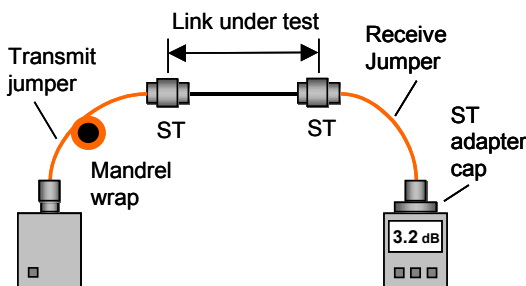 Link under test
Transmit
jumper
Receive
Jumper
ST
ST
ST
adapter
cap
Mandrel
wrap
3.2 dB